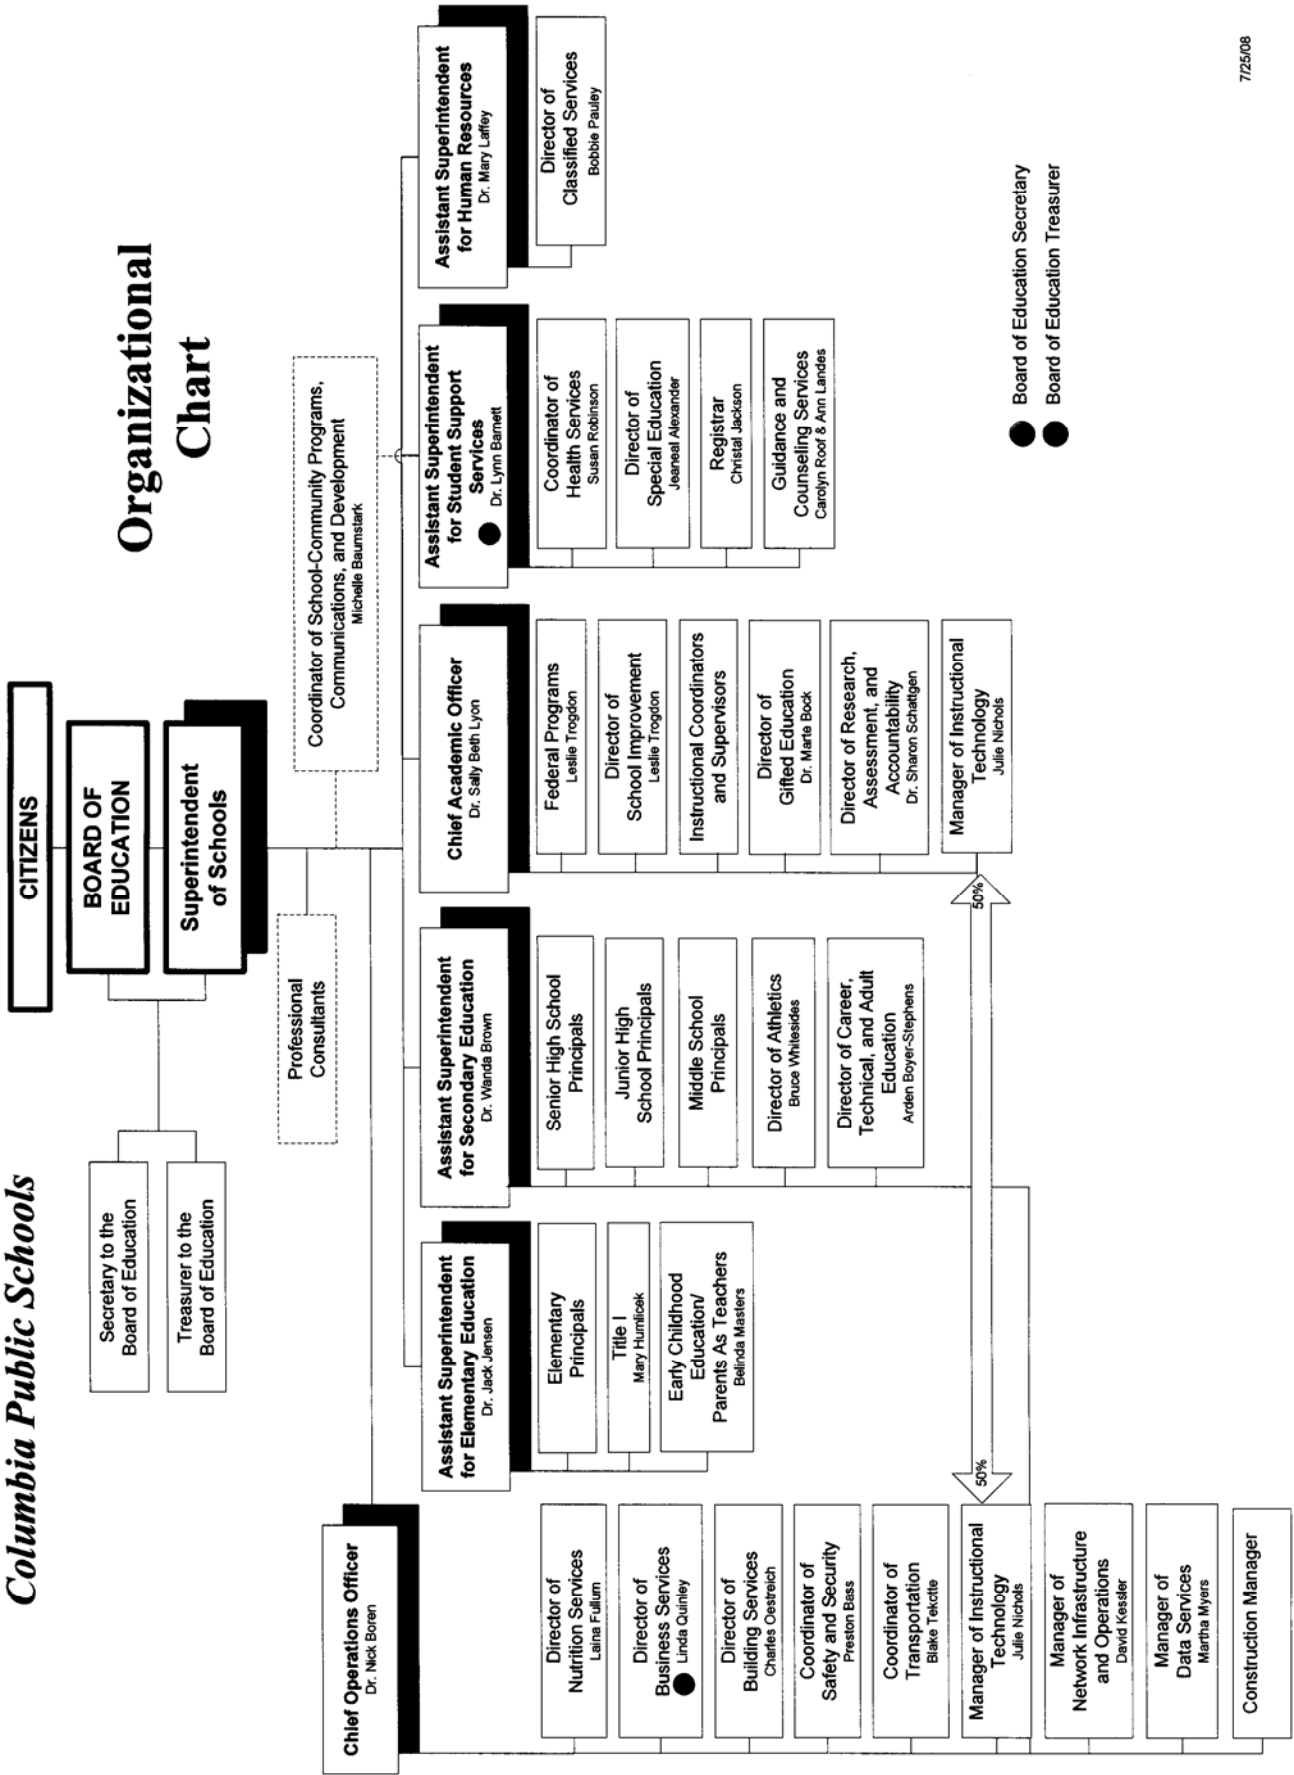 Columbia Public Schools
Organizational
Chart
CITIZENS
BOARD OF
EDUCATION
Superintendent
of Schools
Secretary to the
Board of Education
Treasurer to the
Board of Education
Professional
Consultants
Coordinator of School-Community Programs,
Communications, and Development
Michelle Baumstark
Chief Operations Officer
Dr. Nick Boren
Director of
Nutrition Services
Laina Fullum
Director of
Business Services
Linda Quinley
Director of
Building Services
Charles Oestreich
Coordinator of
Safety and Security
Preston Bass
Coordinator of
Transportation
Blake Tekotte
Manager of Instructional
Technology
Julie Nichols
Manager of
Network Infrastructure
and Operations
David Kessler
Manager of
Data Services
Martha Myers
Construction Manager
Assistant Superintendent
for Elementary Education
Dr. Jack Jensen
Elementary
Principals
Title I
Mary Humlicek
Early Childhood
Education/
Parents As Teachers
Belinda Masters
Assistant Superintendent
for Secondary Education
Dr. Wanda Brown
Senior High School
Principals
Junior High
School Principals
Middle School
Principals
Director of Athletics
Bruce Whitesides
Director of Career,
Technical, and Adult
Education
Arden Boyer-Stephens
Chief Academic Officer
Dr. Sally Beth Lyon
Federal Programs
Leslie Trogdon
Director of
School Improvement
Leslie Trogdon
Instructional Coordinators
and Supervisors
Director of
Gifted Education
Dr. Marte Bock
Director of Research,
Assessment, and
Accountability
Dr. Sharon Schattgen
Manager of Instructional
Technology
Julie Nichols
50%
50%
Assistant Superintendent
for Student Support
Services
Dr. Lynn Barnett
Coordinator of
Health Services
Susan Robinson
Director of
Special Education
Jeaneal Alexander
Registrar
Christal Jackson
Guidance and
Counseling Services
Carolyn Roof & Ann Landes
Assistant Superintendent
for Human Resources
Dr. Mary Laffey
Director of
Classified Services
Bobbie Pauley
Board of Education Secretary
Board of Education Treasurer
7/25/08